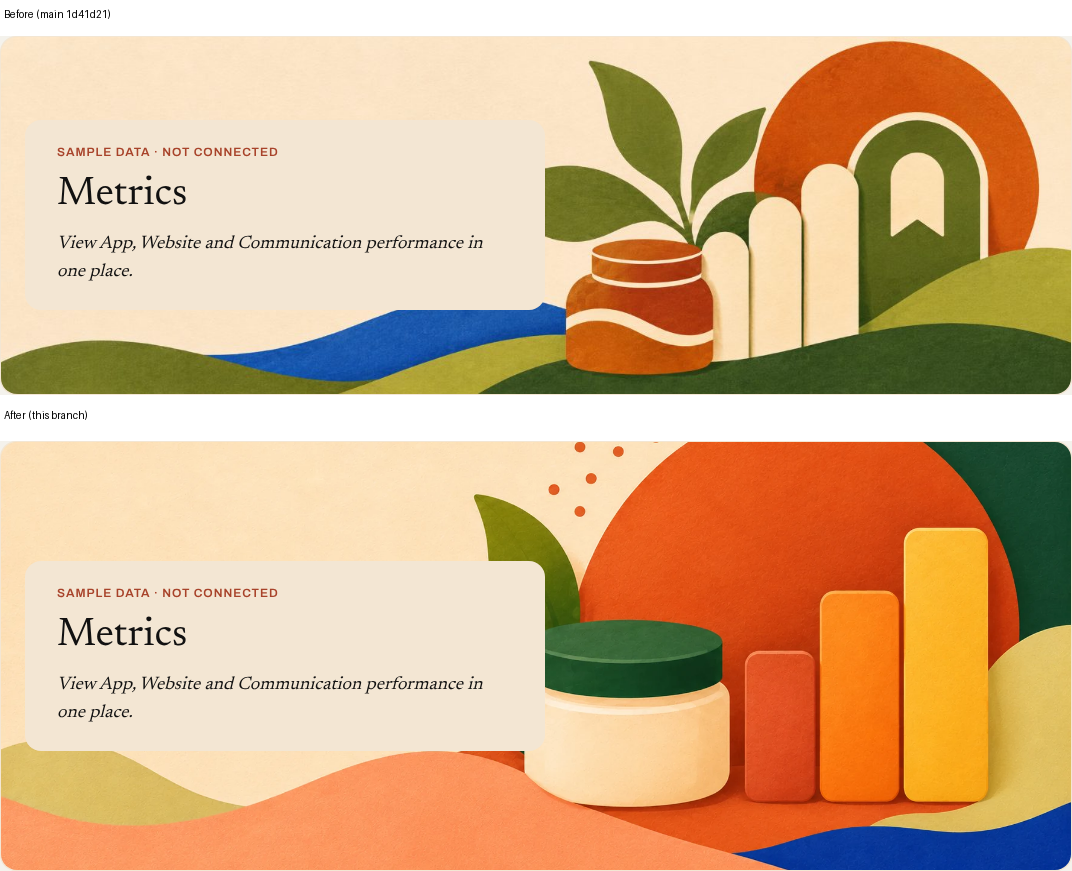 Before (main 1d41d21)
SAMPLE DATA · NOT CONNECTED
Metrics
View App, Website and Communication performance in
one place.
After (this branch)
SAMPLE DATA · NOT CONNECTED
Metrics
View App, Website and Communication performance in
one place.